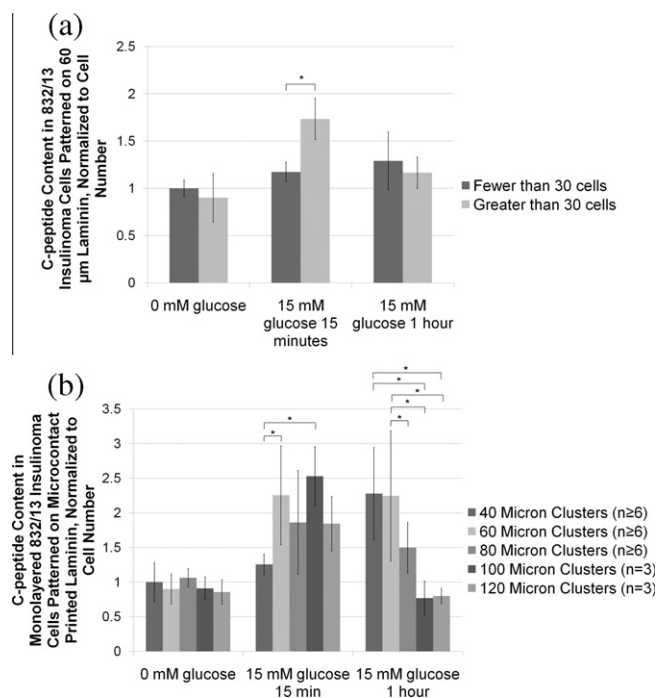 (a)
C-peptide Content in 832/13
Insulinoma Cells Patterned on 60
µm Laminin, Normalized to Cell
Number
2.5
2
1.5
1
0.5
0
*
0 mM glucose
15 mM
glucose 15
minutes
15 mM
glucose 1 hour
Fewer than 30 cells
Greater than 30 cells
(b)
C-peptide Content in
Monolayered 832/13 Insulinoma
Cells Patterned on Microcontact
Printed Laminin, Normalized to
Cell Number
3.5
3
2.5
2
1.5
1
0.5
0
*
*
*
*
*
*
*
0 mM glucose
15 mM glucose
15 min
15 mM glucose
1 hour
40 Micron Clusters (n≥6)
60 Micron Clusters (n≥6)
80 Micron Clusters (n≥6)
100 Micron Clusters (n=3)
120 Micron Clusters (n=3)